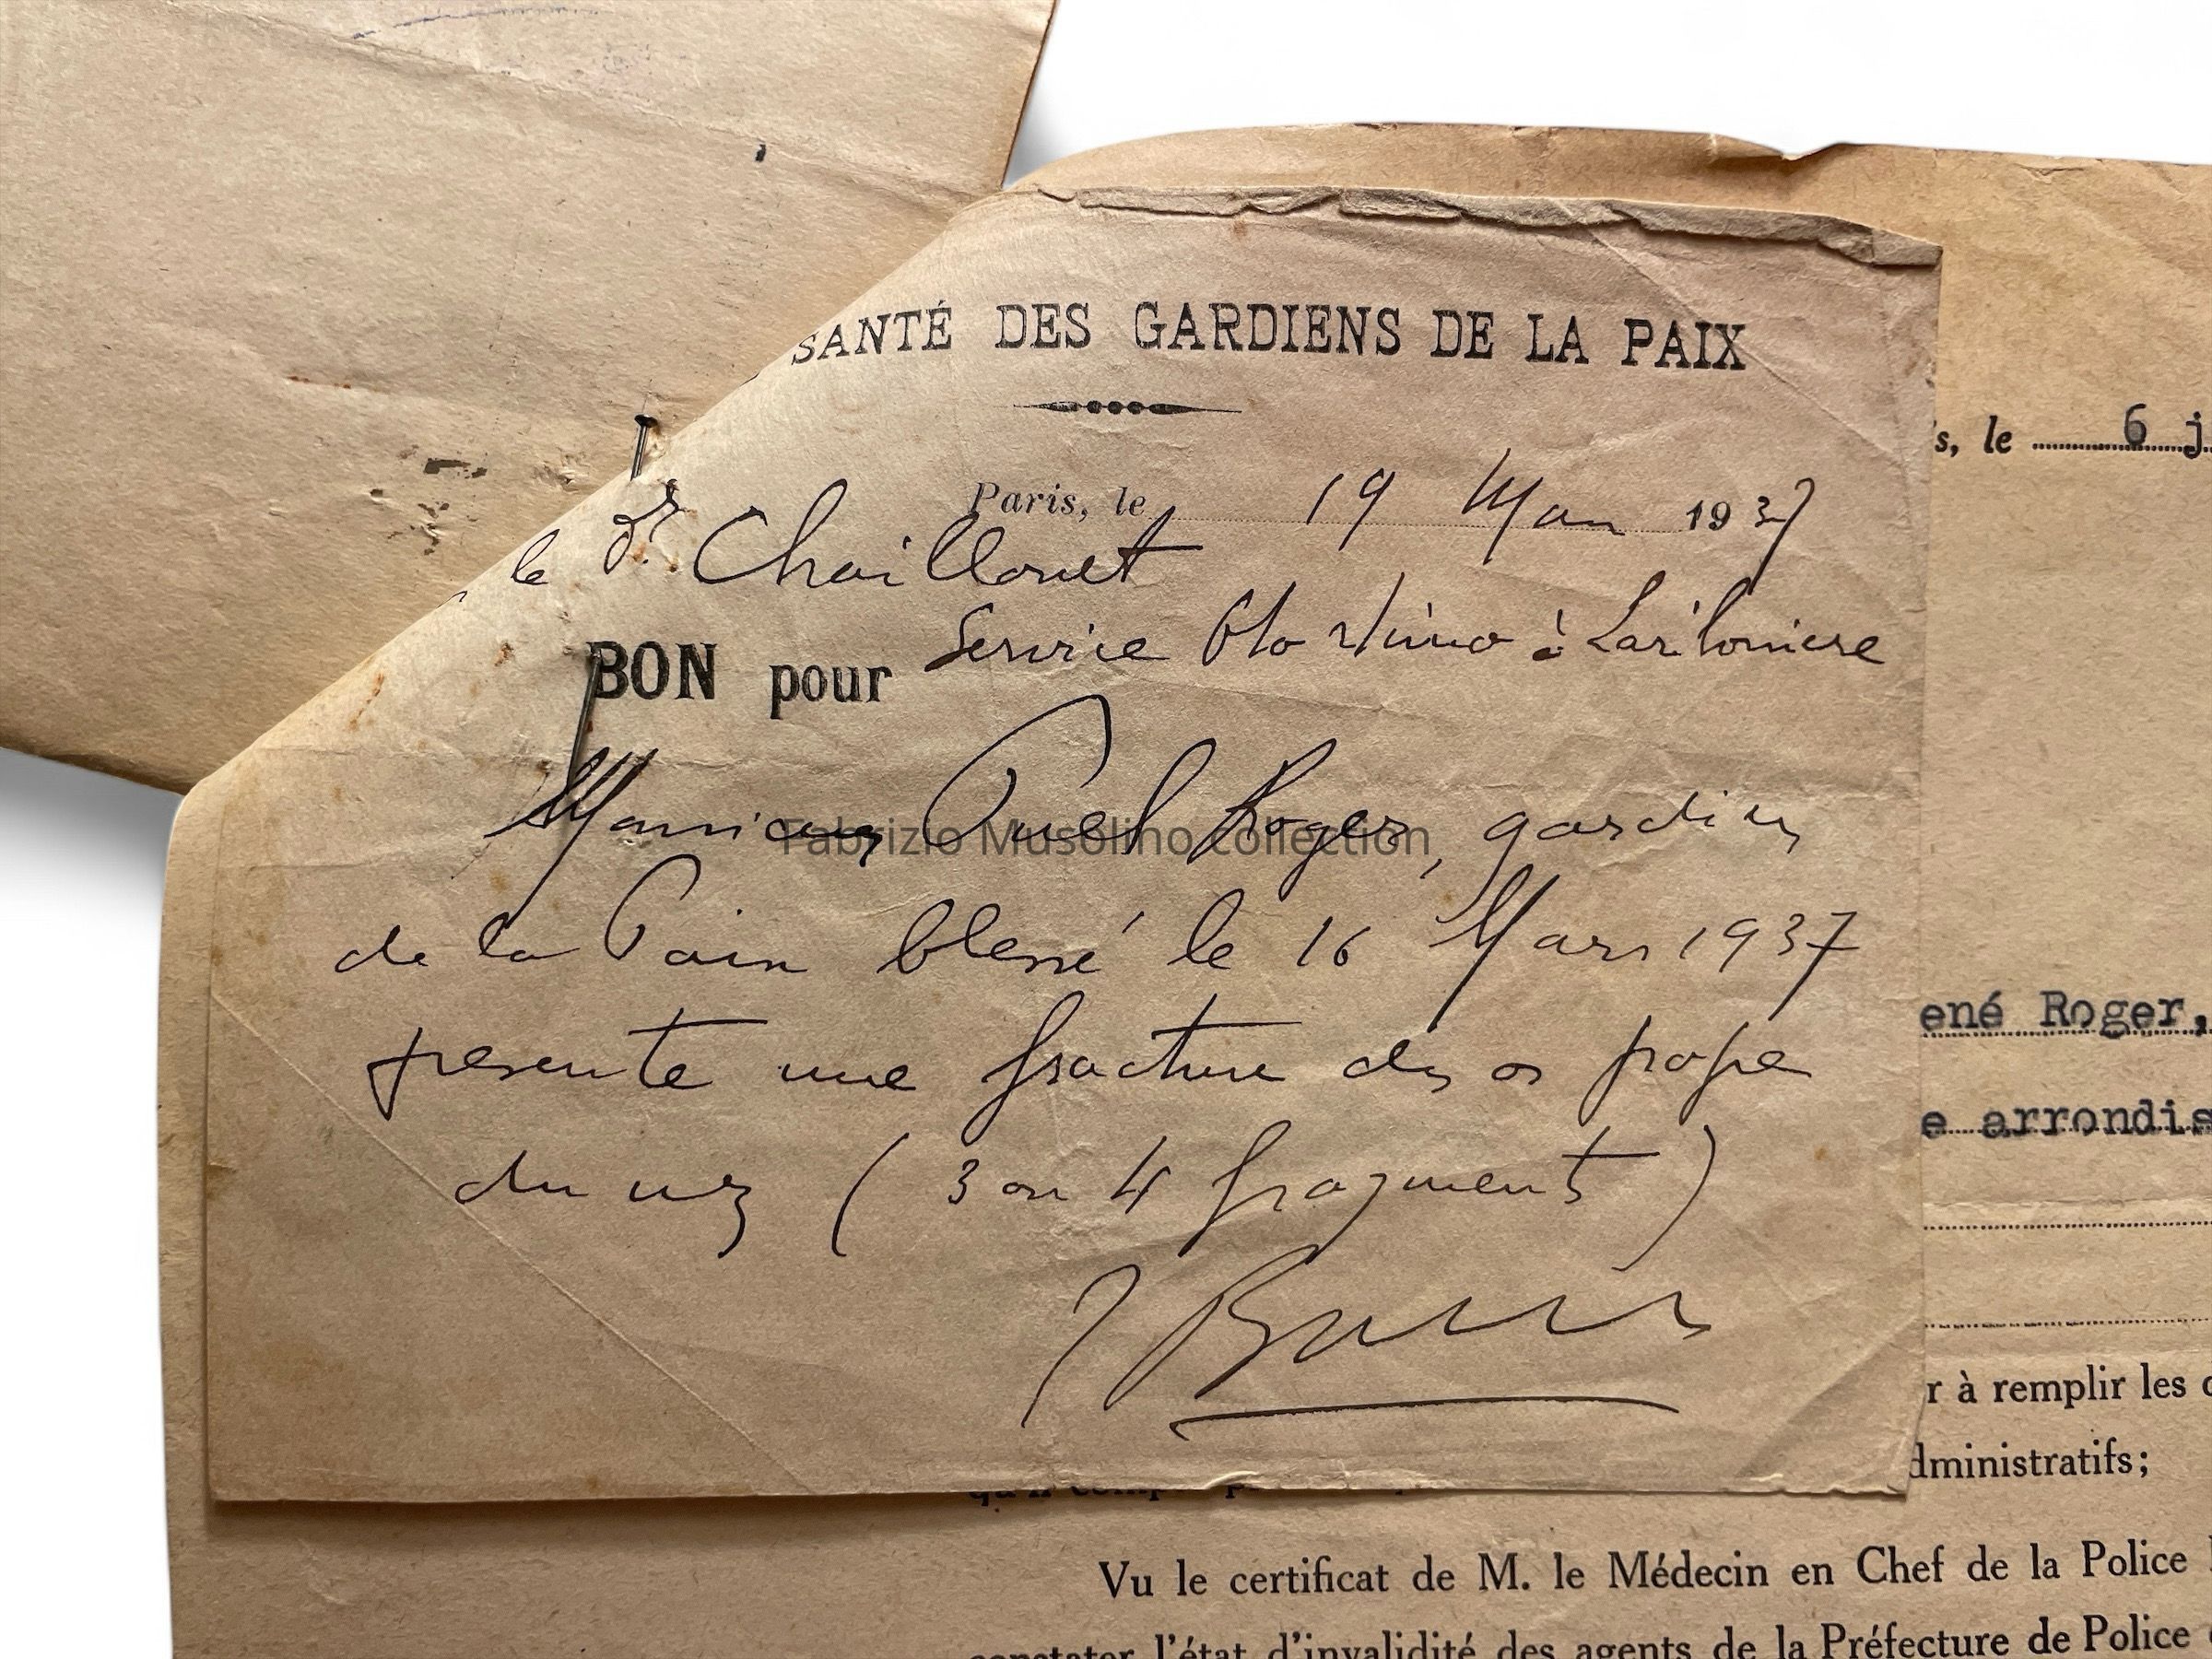 SANTÉ DES GARDIENS DE LA PAIX
Paris, le 19 Mars 1937
le Dr Chaillouet
BON pour Service Oto Rhino à Lariboisiere
Monsieur Puel Roger, gardien
Fabrizio Musolino collection
de la Paix blessé le 16 Mars 1937
presente une fracture des os propres
du nez (3 ou 4 fragments)
s, le 6 j
ené Roger,
e arrondis
r à remplir les
dministratifs;
Vu le certificat de M. le Médecin en Chef de la Police
constater l'état d'invalidité des agents de la Préfecture de Police